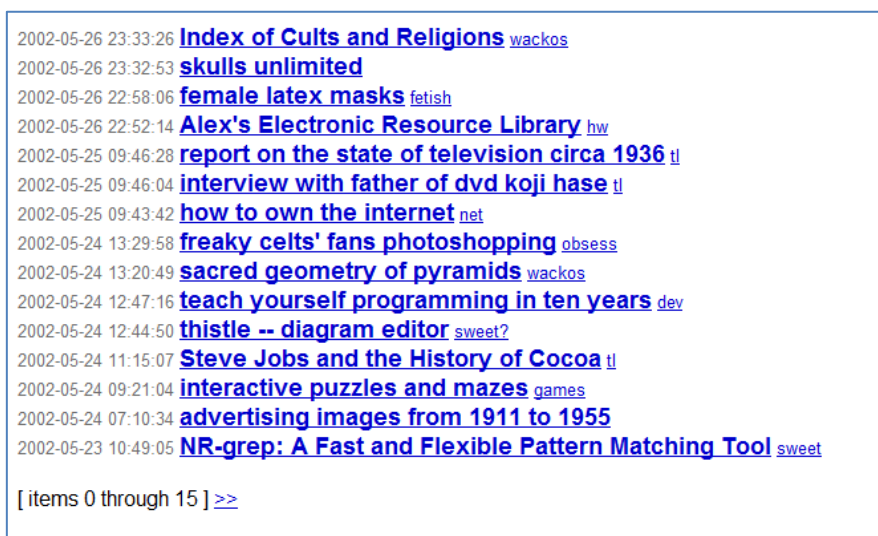 2002-05-26 23:33:26 Index of Cults and Religions wackos
2002-05-26 23:32:53 skulls unlimited
2002-05-26 22:58:06 female latex masks fetish
2002-05-26 22:52:14 Alex's Electronic Resource Library hw
2002-05-25 09:46:28 report on the state of television circa 1936 tl
2002-05-25 09:46:04 interview with father of dvd koji hase tl
2002-05-25 09:43:42 how to own the internet net
2002-05-24 13:29:58 freaky celts' fans photoshopping obsess
2002-05-24 13:20:49 sacred geometry of pyramids wackos
2002-05-24 12:47:16 teach yourself programming in ten years dev
2002-05-24 12:44:50 thistle -- diagram editor sweet?
2002-05-24 11:15:07 Steve Jobs and the History of Cocoa tl
2002-05-24 09:21:04 interactive puzzles and mazes games
2002-05-24 07:10:34 advertising images from 1911 to 1955
2002-05-23 10:49:05 NR-grep: A Fast and Flexible Pattern Matching Tool sweet
[ items 0 through 15 ] >>